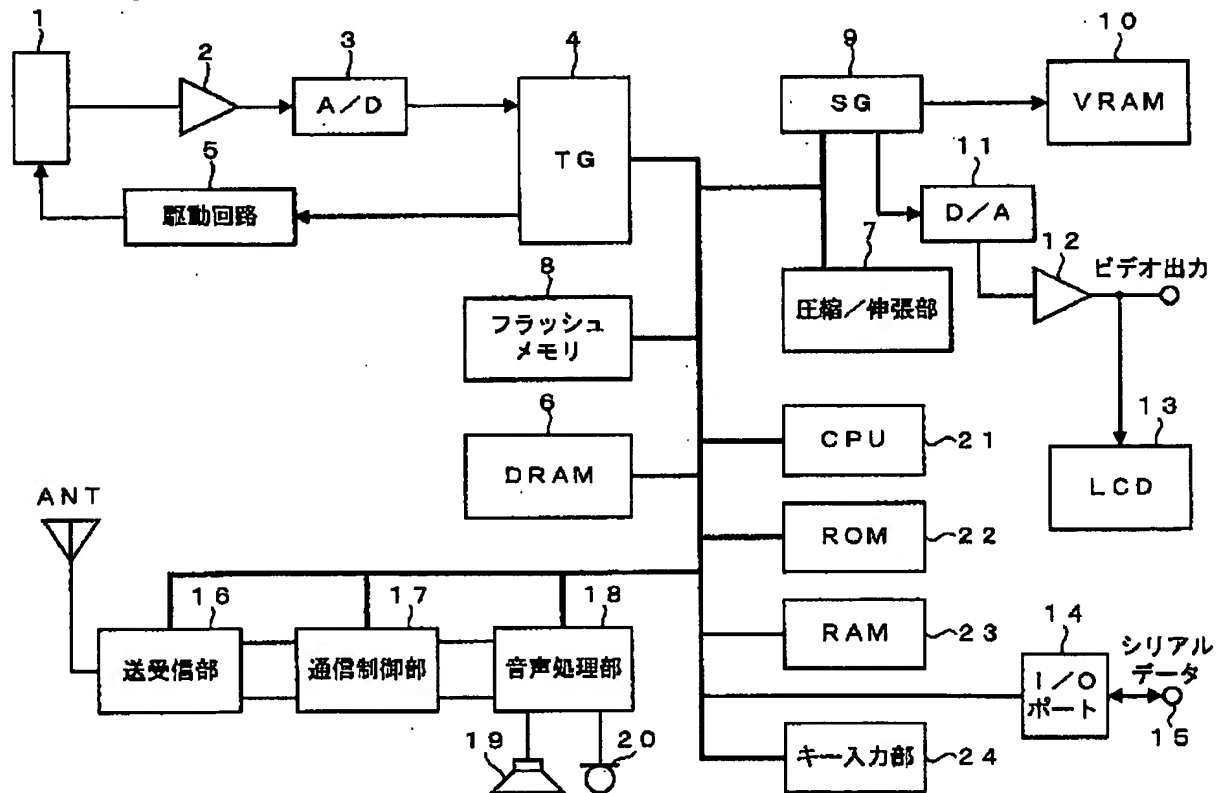 1
2
3
A/D
4
TG
5
駆動回路
9
SG
10
VRAM
11
D/A
7
圧縮/伸張部
12
ビデオ出力
8
フラッシュ
メモリ
6
DRAM
CPU
21
13
LCD
ANT
ROM
22
16
送受信部
17
通信制御部
18
音声処理部
RAM
23
14
I/O
ポート
シリアル
データ
15
19
20
キー入力部
24